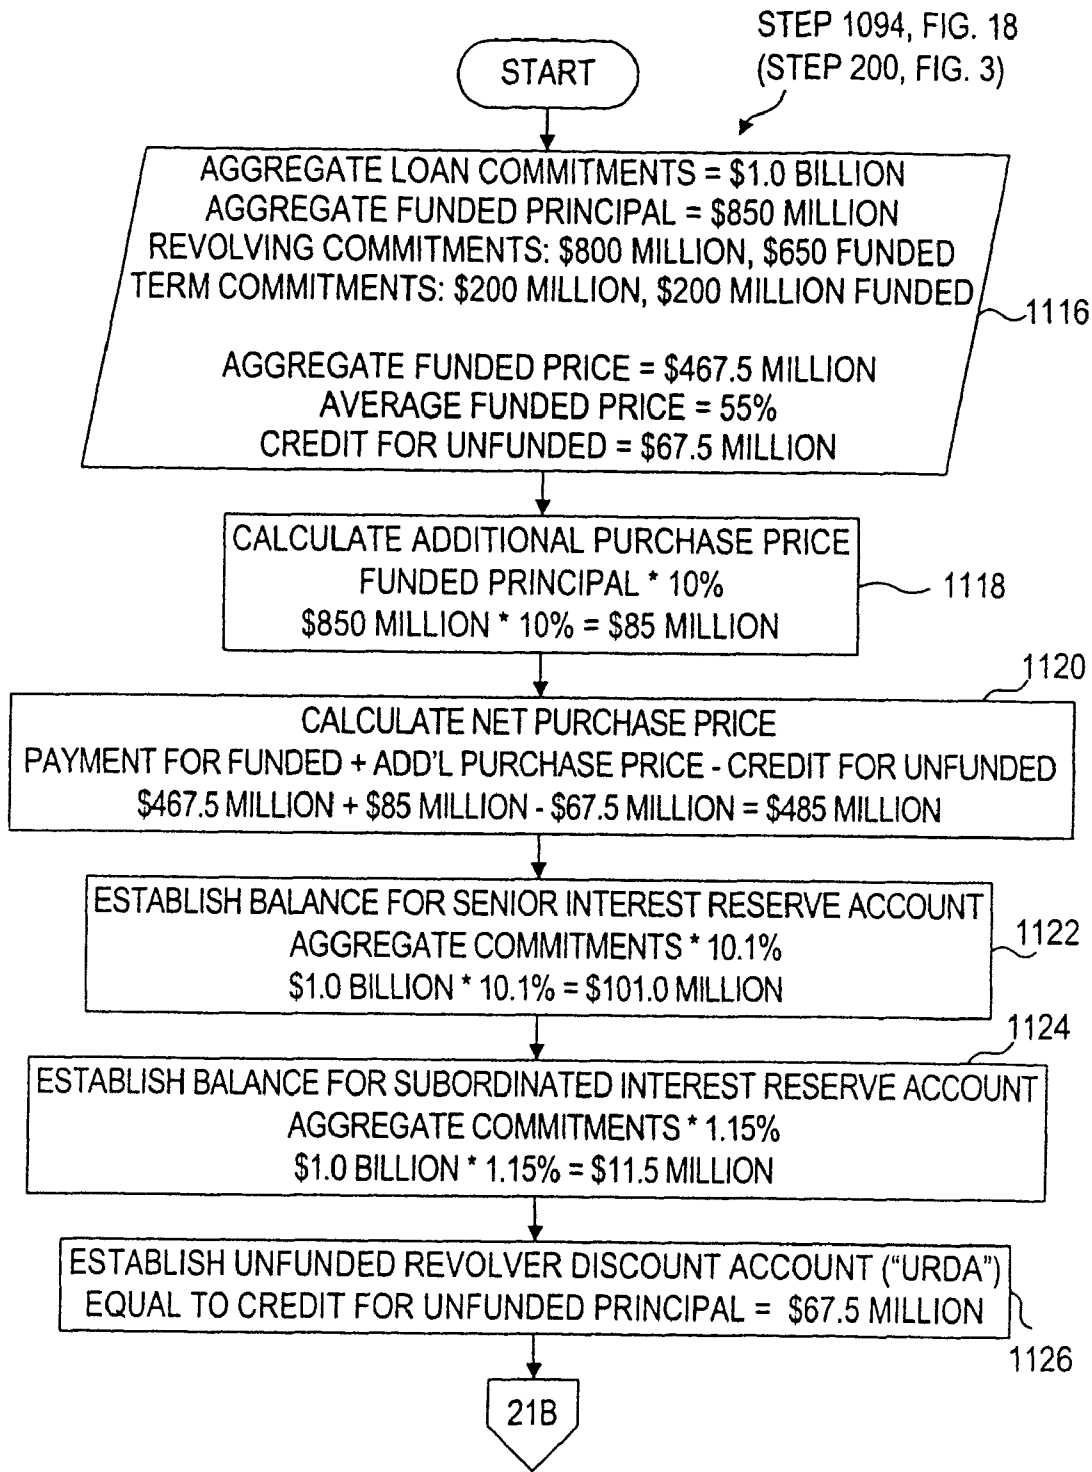 STEP 1094, FIG. 18
(STEP 200, FIG. 3)
START
AGGREGATE LOAN COMMITMENTS = $1.0 BILLION
AGGREGATE FUNDED PRINCIPAL = $850 MILLION
REVOLVING COMMITMENTS: $800 MILLION, $650 FUNDED
TERM COMMITMENTS: $200 MILLION, $200 MILLION FUNDED
1116
AGGREGATE FUNDED PRICE = $467.5 MILLION
AVERAGE FUNDED PRICE = 55%
CREDIT FOR UNFUNDED = $67.5 MILLION
CALCULATE ADDITIONAL PURCHASE PRICE
FUNDED PRINCIPAL * 10%
$850 MILLION * 10% = $85 MILLION
1118
1120
CALCULATE NET PURCHASE PRICE
PAYMENT FOR FUNDED + ADD'L PURCHASE PRICE - CREDIT FOR UNFUNDED
$467.5 MILLION + $85 MILLION - $67.5 MILLION = $485 MILLION
ESTABLISH BALANCE FOR SENIOR INTEREST RESERVE ACCOUNT
AGGREGATE COMMITMENTS * 10.1%
$1.0 BILLION * 10.1% = $101.0 MILLION
1122
1124
ESTABLISH BALANCE FOR SUBORDINATED INTEREST RESERVE ACCOUNT
AGGREGATE COMMITMENTS * 1.15%
$1.0 BILLION * 1.15% = $11.5 MILLION
ESTABLISH UNFUNDED REVOLVER DISCOUNT ACCOUNT ("URDA")
EQUAL TO CREDIT FOR UNFUNDED PRINCIPAL = $67.5 MILLION
1126
21B